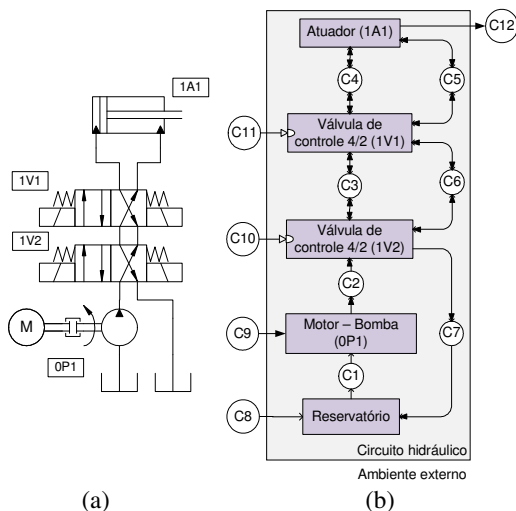 1A1
1V1
1V2
M
0P1
(a)
Atuador (1A1)
C12
C4
C5
C11
Válvula de
controle 4/2 (1V1)
C3
C6
C10
Válvula de
controle 4/2 (1V2)
C2
C9
Motor – Bomba
(0P1)
C7
C1
C8
Reservatório
Circuito hidráulico
Ambiente externo
(b)